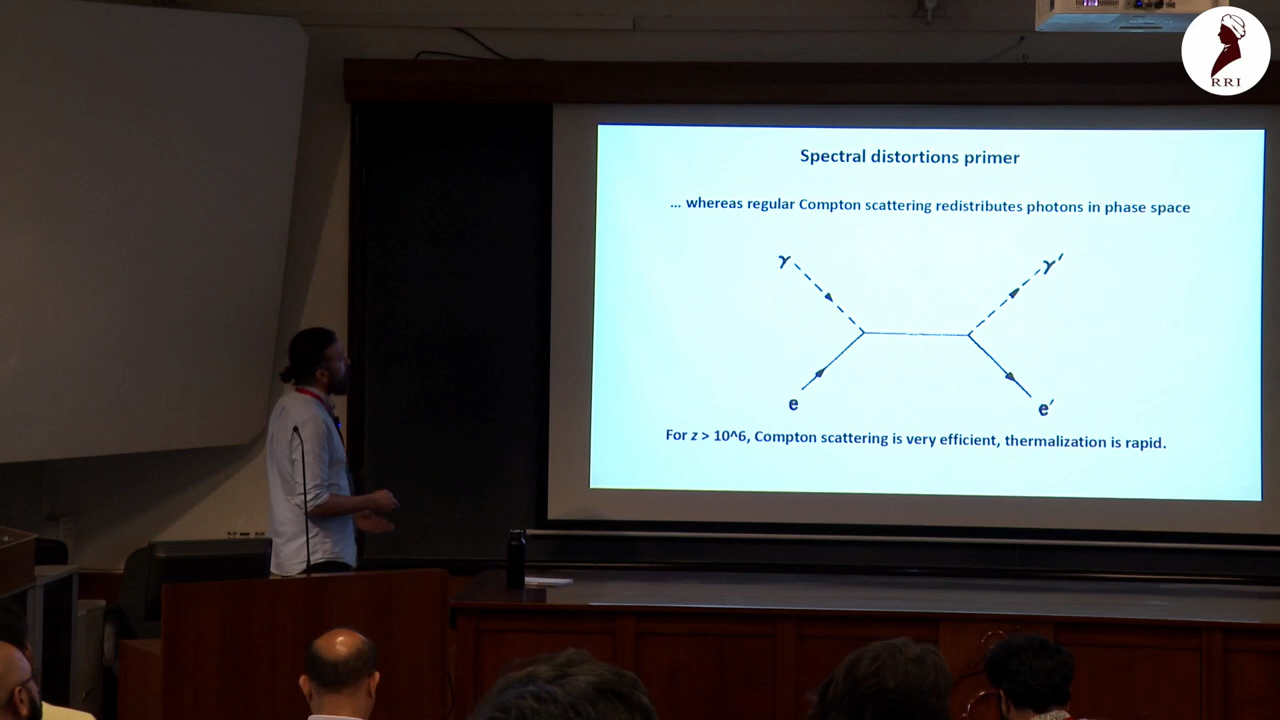 RRI
Spectral distortions primer
... whereas regular Compton scattering redistributes photons in phase space
γ
γ′
e
e′
For z > 10^6, Compton scattering is very efficient, thermalization is rapid.